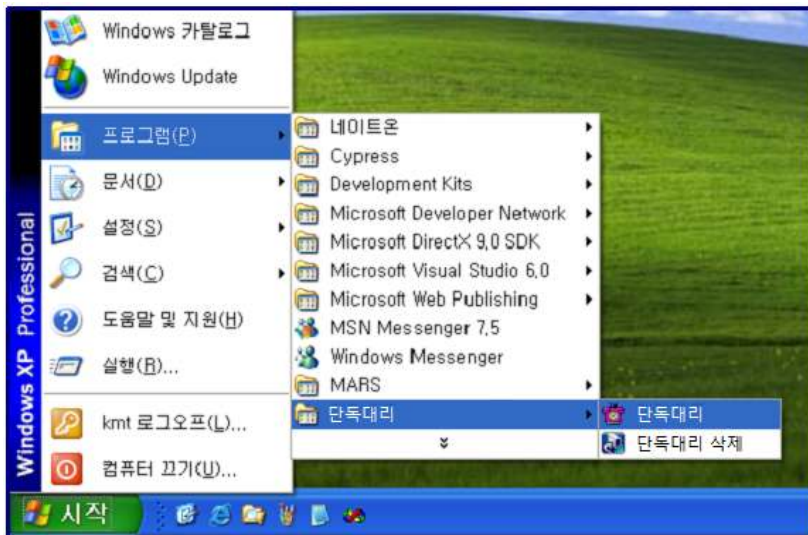 Windows 카탈로그
Windows Update
프로그램(P)
문서(D)
설정(S)
검색(C)
도움말 및 지원(H)
실행(R)...
kmt 로그오프(L)...
컴퓨터 끄기(U)...
Windows XP Professional
네이트온
Cypress
Development Kits
Microsoft Developer Network
Microsoft DirectX 9,0 SDK
Microsoft Visual Studio 6,0
Microsoft Web Publishing
MSN Messenger 7,5
Windows Messenger
MARS
단독대리
단독대리
단독대리 삭제
시작